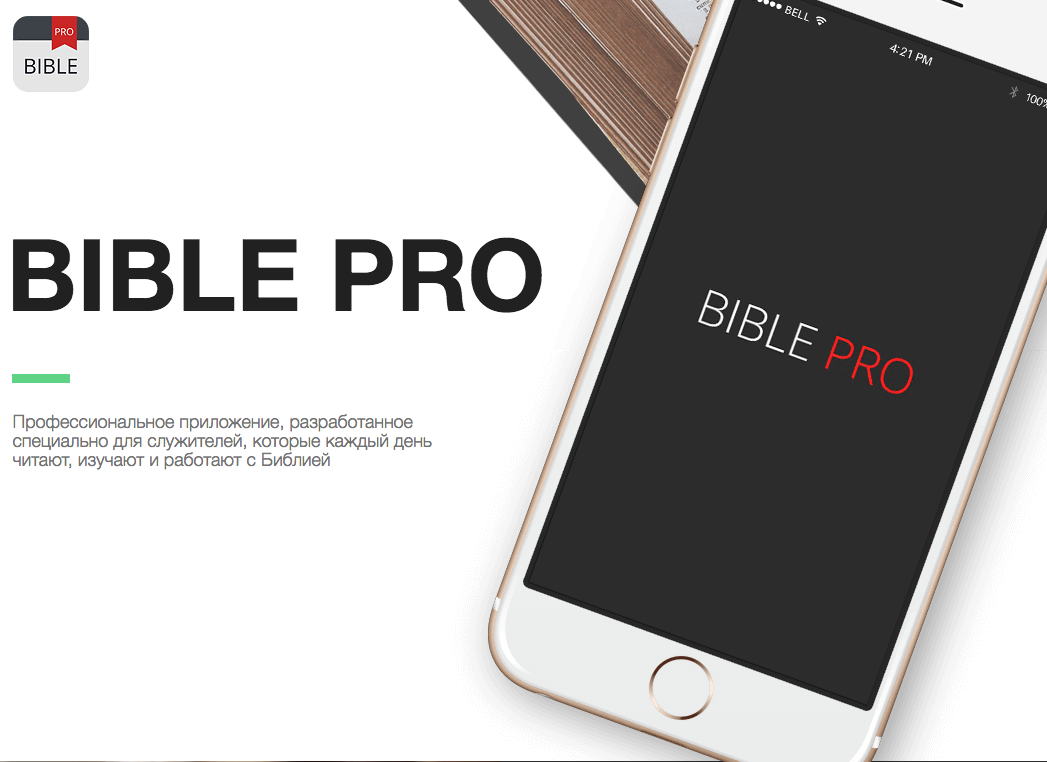 PRO
BIBLE
BELL
4:21 PM
100%
BIBLE PRO
BIBLE PRO
Профессиональное приложение, разработанное
специально для служителей, которые каждый день
читают, изучают и работают с Библией